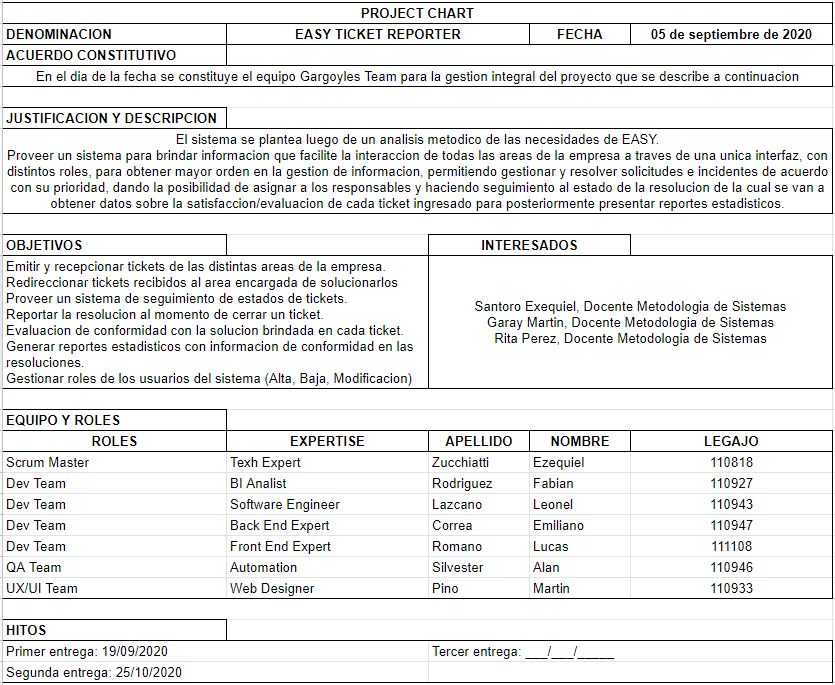 PROJECT CHART
DENOMINACION EASY TICKET REPORTER FECHA 05 de septiembre de 2020
ACUERDO CONSTITUTIVO
En el dia de la fecha se constituye el equipo Gargoyles Team para la gestion integral del proyecto que se describe a continuacion
JUSTIFICACION Y DESCRIPCION
El sistema se plantea luego de un analisis metodico de las necesidades de EASY.
Proveer un sistema para brindar informacion que facilite la interaccion de todas las areas de la empresa a traves de una unica interfaz, con
distintos roles, para obtener mayor orden en la gestion de informacion, permitiendo gestionar y resolver solicitudes e incidentes de acuerdo
con su prioridad, dando la posibilidad de asignar a los responsables y haciendo seguimiento al estado de la resolucion de la cual se van a
obtener datos sobre la satisfaccion/evaluacion de cada ticket ingresado para posteriormente presentar reportes estadisticos.
OBJETIVOS
Emitir y recepcionar tickets de las distintas areas de la empresa.
Redireccionar tickets recibidos al area encargada de solucionarlos
Proveer un sistema de seguimiento de estados de tickets.
Reportar la resolucion al momento de cerrar un ticket.
Evaluacion de conformidad con la solucion brindada en cada ticket.
Generar reportes estadisticos con informacion de conformidad en las
resoluciones.
Gestionar roles de los usuarios del sistema (Alta, Baja, Modificacion)
INTERESADOS
Santoro Exequiel, Docente Metodologia de Sistemas
Garay Martin, Docente Metodologia de Sistemas
Rita Perez, Docente Metodologia de Sistemas
EQUIPO Y ROLES
ROLES EXPERTISE APELLIDO NOMBRE LEGAJO
Scrum Master Texh Expert Zucchiatti Ezequiel 110818
Dev Team BI Analist Rodriguez Fabian 110927
Dev Team Software Engineer Lazcano Leonel 110943
Dev Team Back End Expert Correa Emiliano 110947
Dev Team Front End Expert Romano Lucas 111108
QA Team Automation Silvester Alan 110946
UX/UI Team Web Designer Pino Martin 110933
HITOS
Primer entrega: 19/09/2020 Tercer entrega: ___/___/_____
Segunda entrega: 25/10/2020